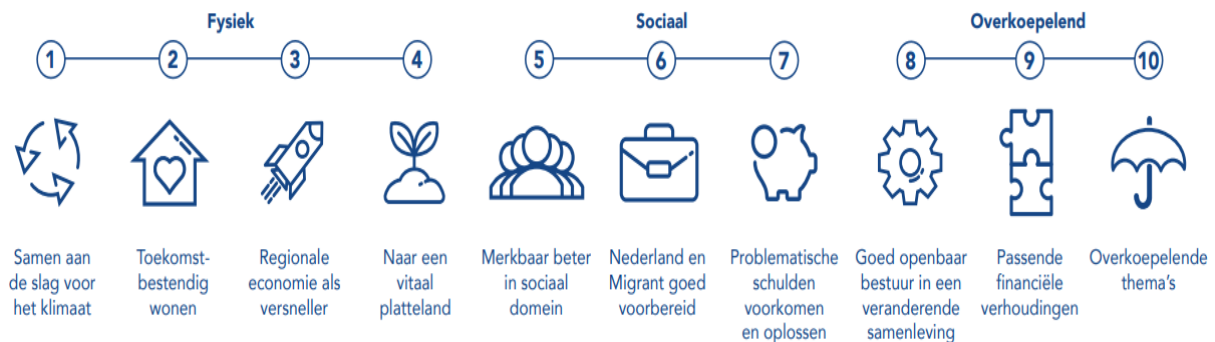 Fysiek
Sociaal
Overkoepelend
1
2
3
4
5
6
7
8
9
10
Samen aan
de slag voor
het klimaat
Toekomst-
bestendig
wonen
Regionale
economie als
versneller
Naar een
vitaal
platteland
Merkbaar beter
in sociaal
domein
Nederland en
Migrant goed
voorbereid
Problematische
schulden
voorkomen
en oplossen
Goed openbaar
bestuur in een
veranderende
samenleving
Passende
financiële
verhoudingen
Overkoepelende
thema's